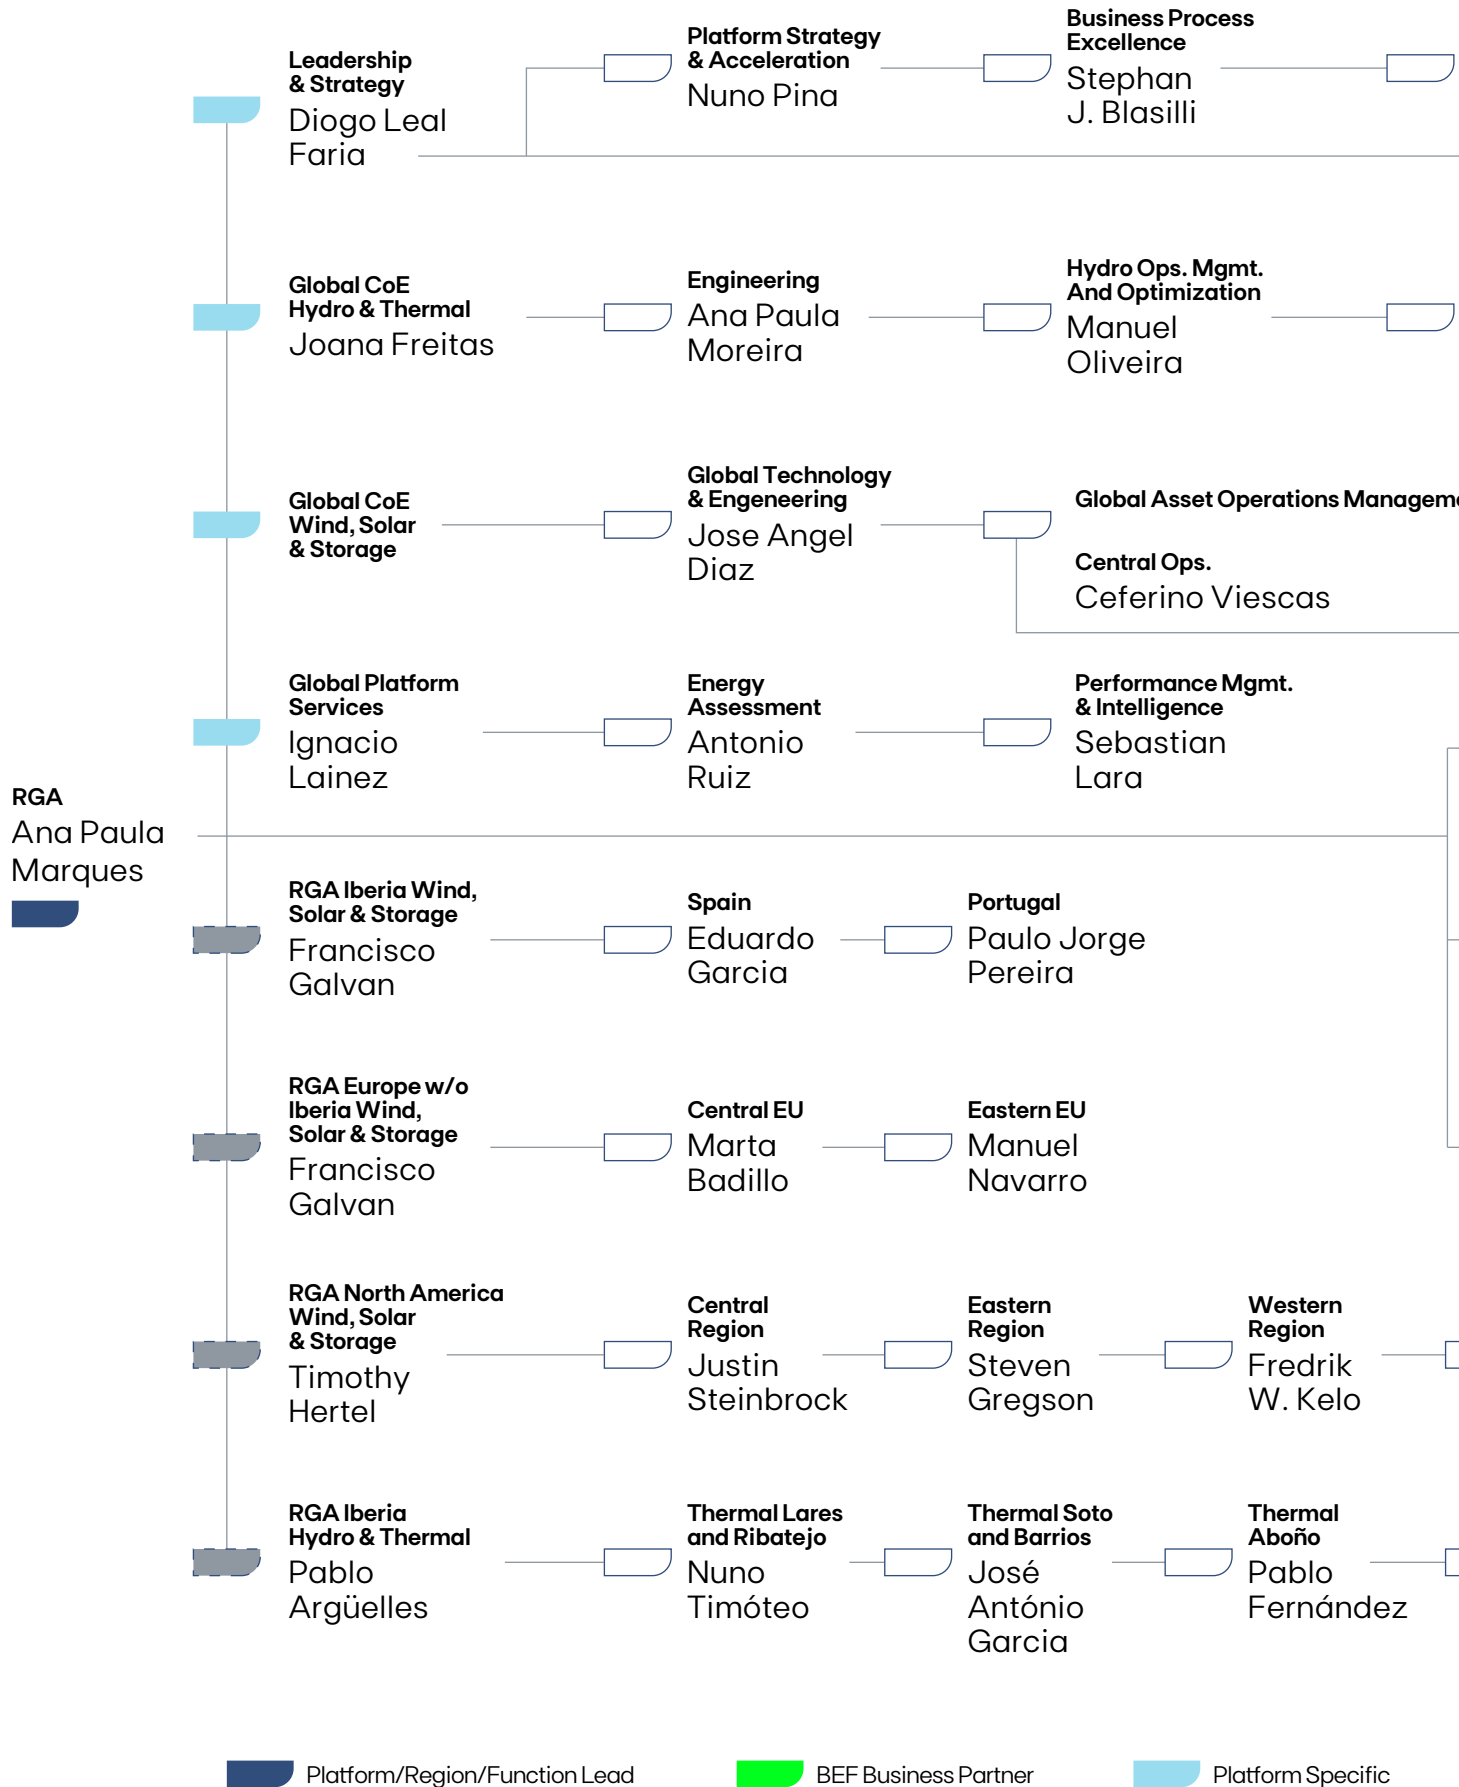 Leadership
& Strategy
Diogo Leal
Faria
Platform Strategy
& Acceleration
Nuno Pina
Business Process
Excellence
Stephan
J. Blasilli
Global CoE
Hydro & Thermal
Joana Freitas
Engineering
Ana Paula
Moreira
Hydro Ops. Mgmt.
And Optimization
Manuel
Oliveira
Global CoE
Wind, Solar
& Storage
Global Technology
& Engeneering
Jose Angel
Diaz
Global Asset Operations
Central Ops.
Ceferino Viescas
Global Platform
Services
Ignacio
Lainez
Energy
Assessment
Antonio
Ruiz
Performance Mgmt.
& Intelligence
Sebastian
Lara
RGA
Ana Paula
Marques
RGA Iberia Wind,
Solar & Storage
Francisco
Galvan
Spain
Eduardo
Garcia
Portugal
Paulo Jorge
Pereira
RGA Europe w/o
Iberia Wind,
Solar & Storage
Francisco
Galvan
Central EU
Marta
Badillo
Eastern EU
Manuel
Navarro
RGA North America
Wind, Solar
& Storage
Timothy
Hertel
Central
Region
Justin
Steinbrock
Eastern
Region
Steven
Gregson
Western
Region
Fredrik
W. Kelo
RGA Iberia
Hydro & Thermal
Pablo
Argüelles
Thermal Lares
and Ribatejo
Nuno
Timóteo
Thermal Soto
and Barrios
José
António
Garcia
Thermal
Aboño
Pablo
Fernández
Platform/Region/Function Lead
BEF Business Partner
Platform Specific